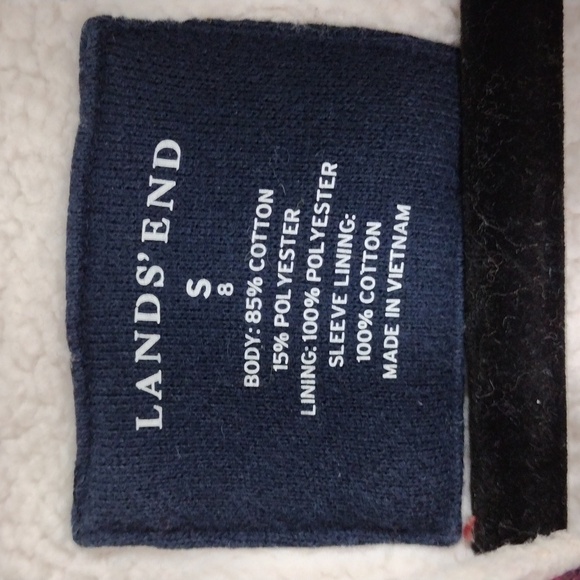 LANDS' END
S
8
BODY: 85% COTTON
15% POLYESTER
LINING: 100% POLYESTER
SLEEVE LINING:
100% COTTON
MADE IN VIETNAM